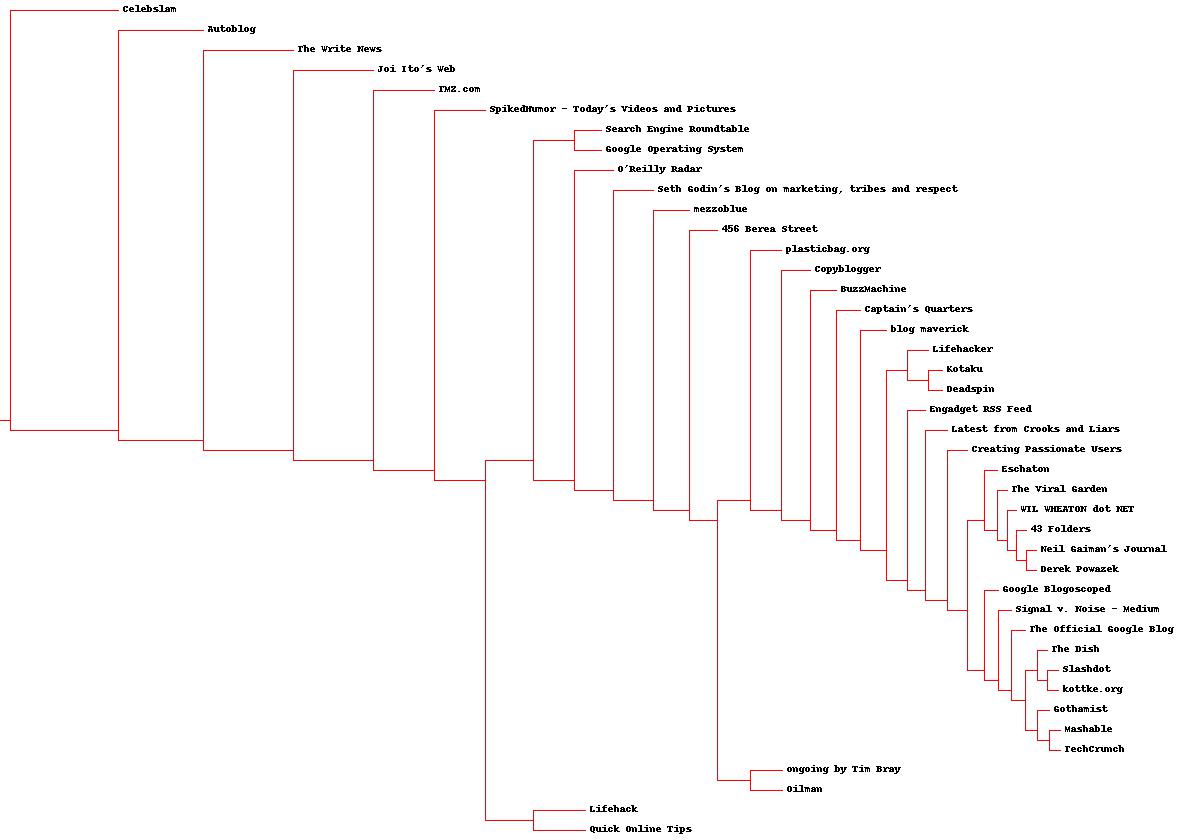 Celebslam
Autoblog
The Write News
Joi Ito's Web
TMZ.com
SpikedHumor - Today's Videos and Pictures
Search Engine Roundtable
Google Operating System
O'Reilly Radar
Seth Godin's Blog on marketing, tribes and respect
mezzoblue
456 Berea Street
plasticbag.org
Copyblogger
BuzzMachine
Captain's Quarters
blog maverick
Lifehacker
Kotaku
Deadspin
Engadget RSS Feed
Latest from Crooks and Liars
Creating Passionate Users
Eschaton
The Viral Garden
WIL WHEATON dot NET
43 Folders
Neil Gaiman's Journal
Derek Powazek
Google Blogoscoped
Signal v. Noise - Medium
The Official Google Blog
The Dish
Slashdot
kottke.org
Gothamist
Mashable
TechCrunch
ongoing by Tim Bray
Oilman
Lifehack
Quick Online Tips